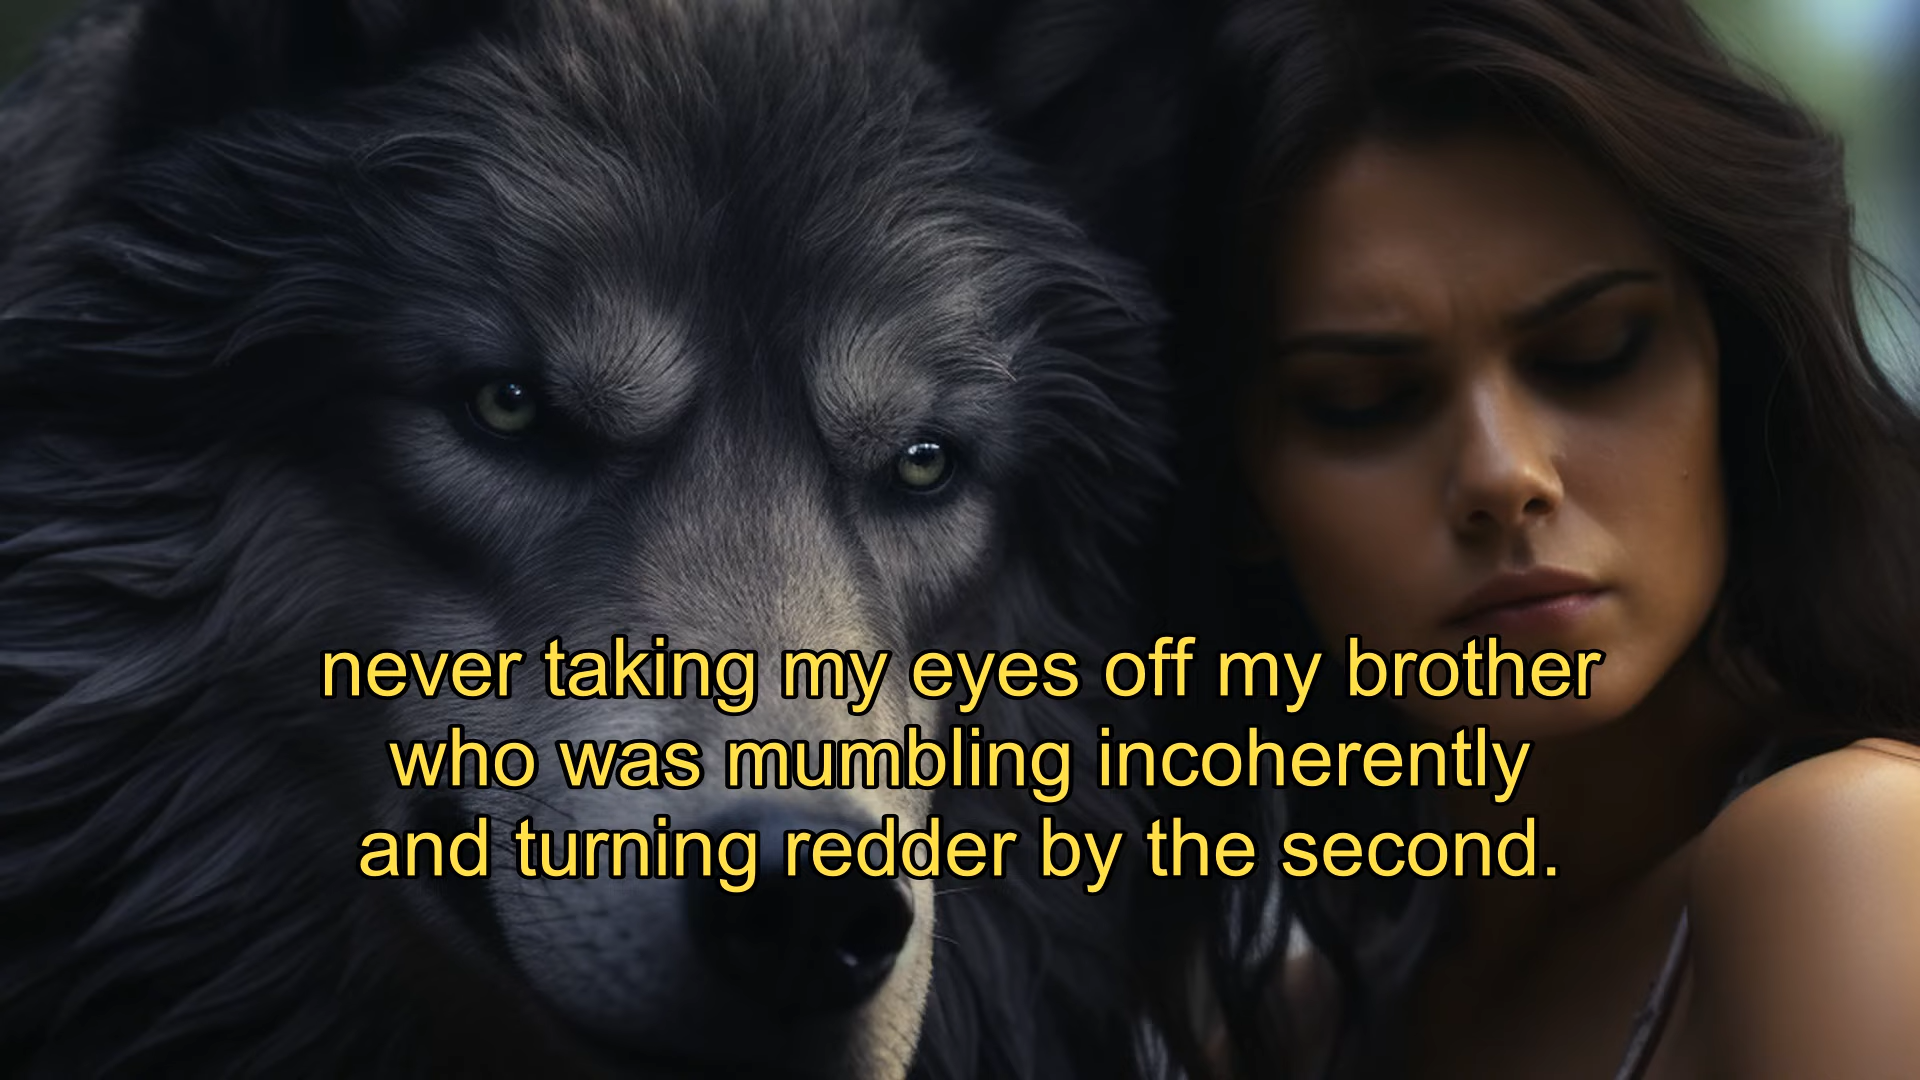 never taking my eyes off my brother
who was mumbling incoherently
and turning redder by the second.